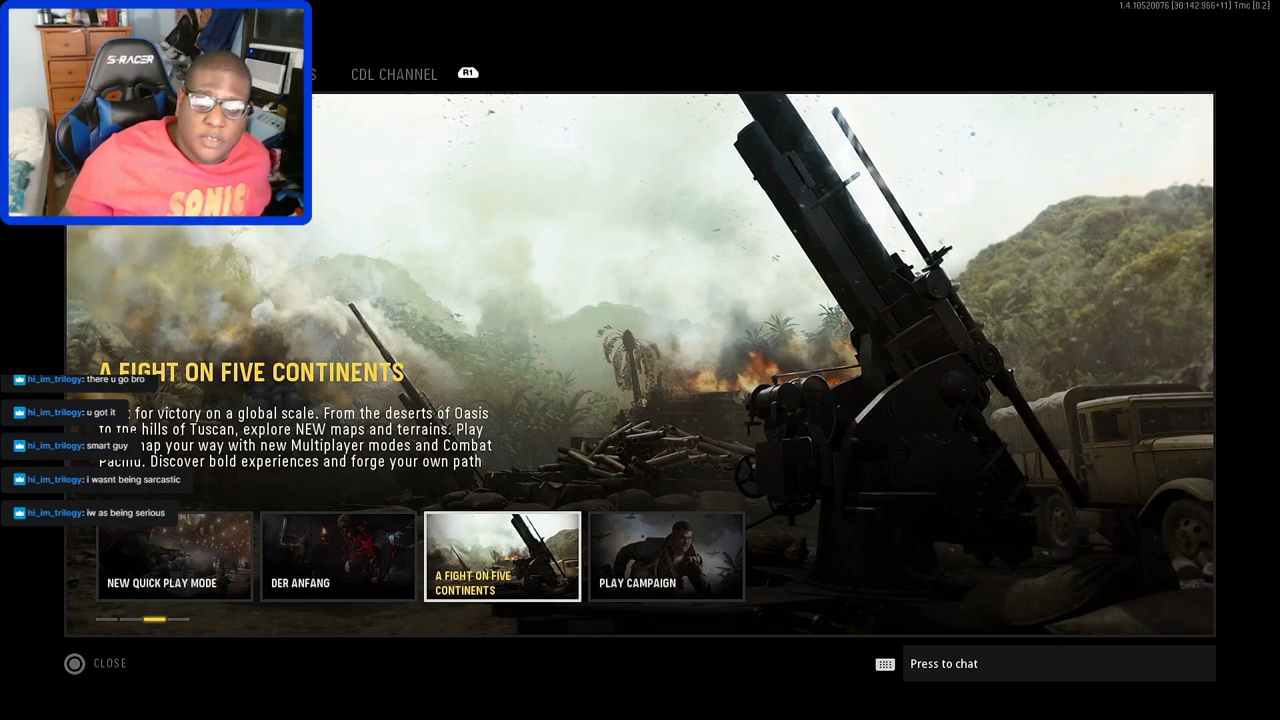 1.4.10520076 [30:142:966+11] Tmc [0.2]
S-RACER
SONIC
S CDL CHANNEL R1
A FIGHT ON FIVE CONTINENTS
for victory on a global scale. From the deserts of Oasis
to the hills of Tuscan, explore NEW maps and terrains. Play
map your way with new Multiplayer modes and Combat
Pacing. Discover bold experiences and forge your own path
hi_im_trilogy: there u go bro
hi_im_trilogy: u got it
hi_im_trilogy: smart guy
hi_im_trilogy: i wasnt being sarcastic
hi_im_trilogy: iw as being serious
NEW QUICK PLAY MODE
DER ANFANG
A FIGHT ON FIVE
CONTINENTS
PLAY CAMPAIGN
CLOSE
Press to chat